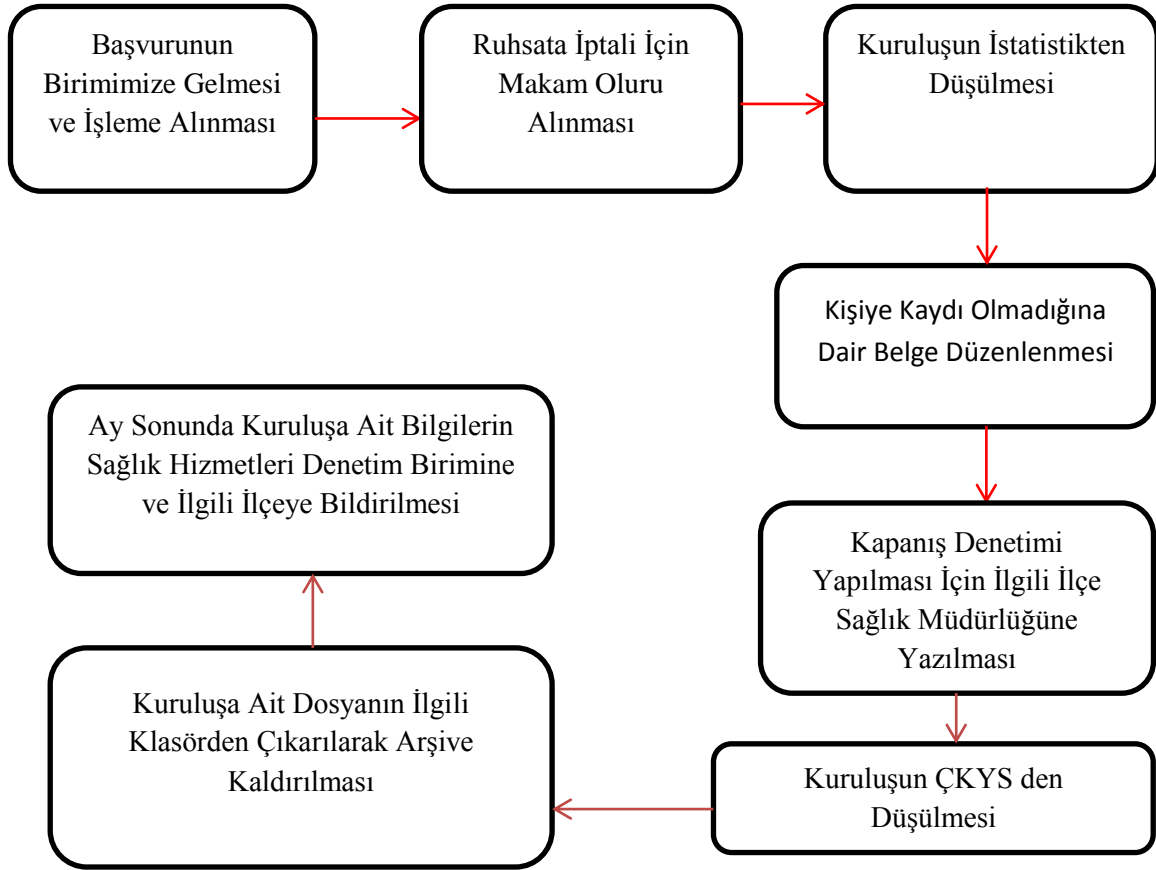 Başvurunun
Birimimize Gelmesi
ve İşleme Alınması
Ruhsata İptali İçin
Makam Oluru
Alınması
Kuruluşun İstatistikten
Düşülmesi
Kişiye Kaydı Olmadığına
Dair Belge Düzenlenmesi
Kapanış Denetimi
Yapılması İçin İlgili İlçe
Sağlık Müdürlüğüne
Yazılması
Kuruluşun ÇKYS den
Düşülmesi
Kuruluşa Ait Dosyanın İlgili
Klasörden Çıkarılarak Arşive
Kaldırılması
Ay Sonunda Kuruluşa Ait Bilgilerin
Sağlık Hizmetleri Denetim Birimine
ve İlgili İlçeye Bildirilmesi